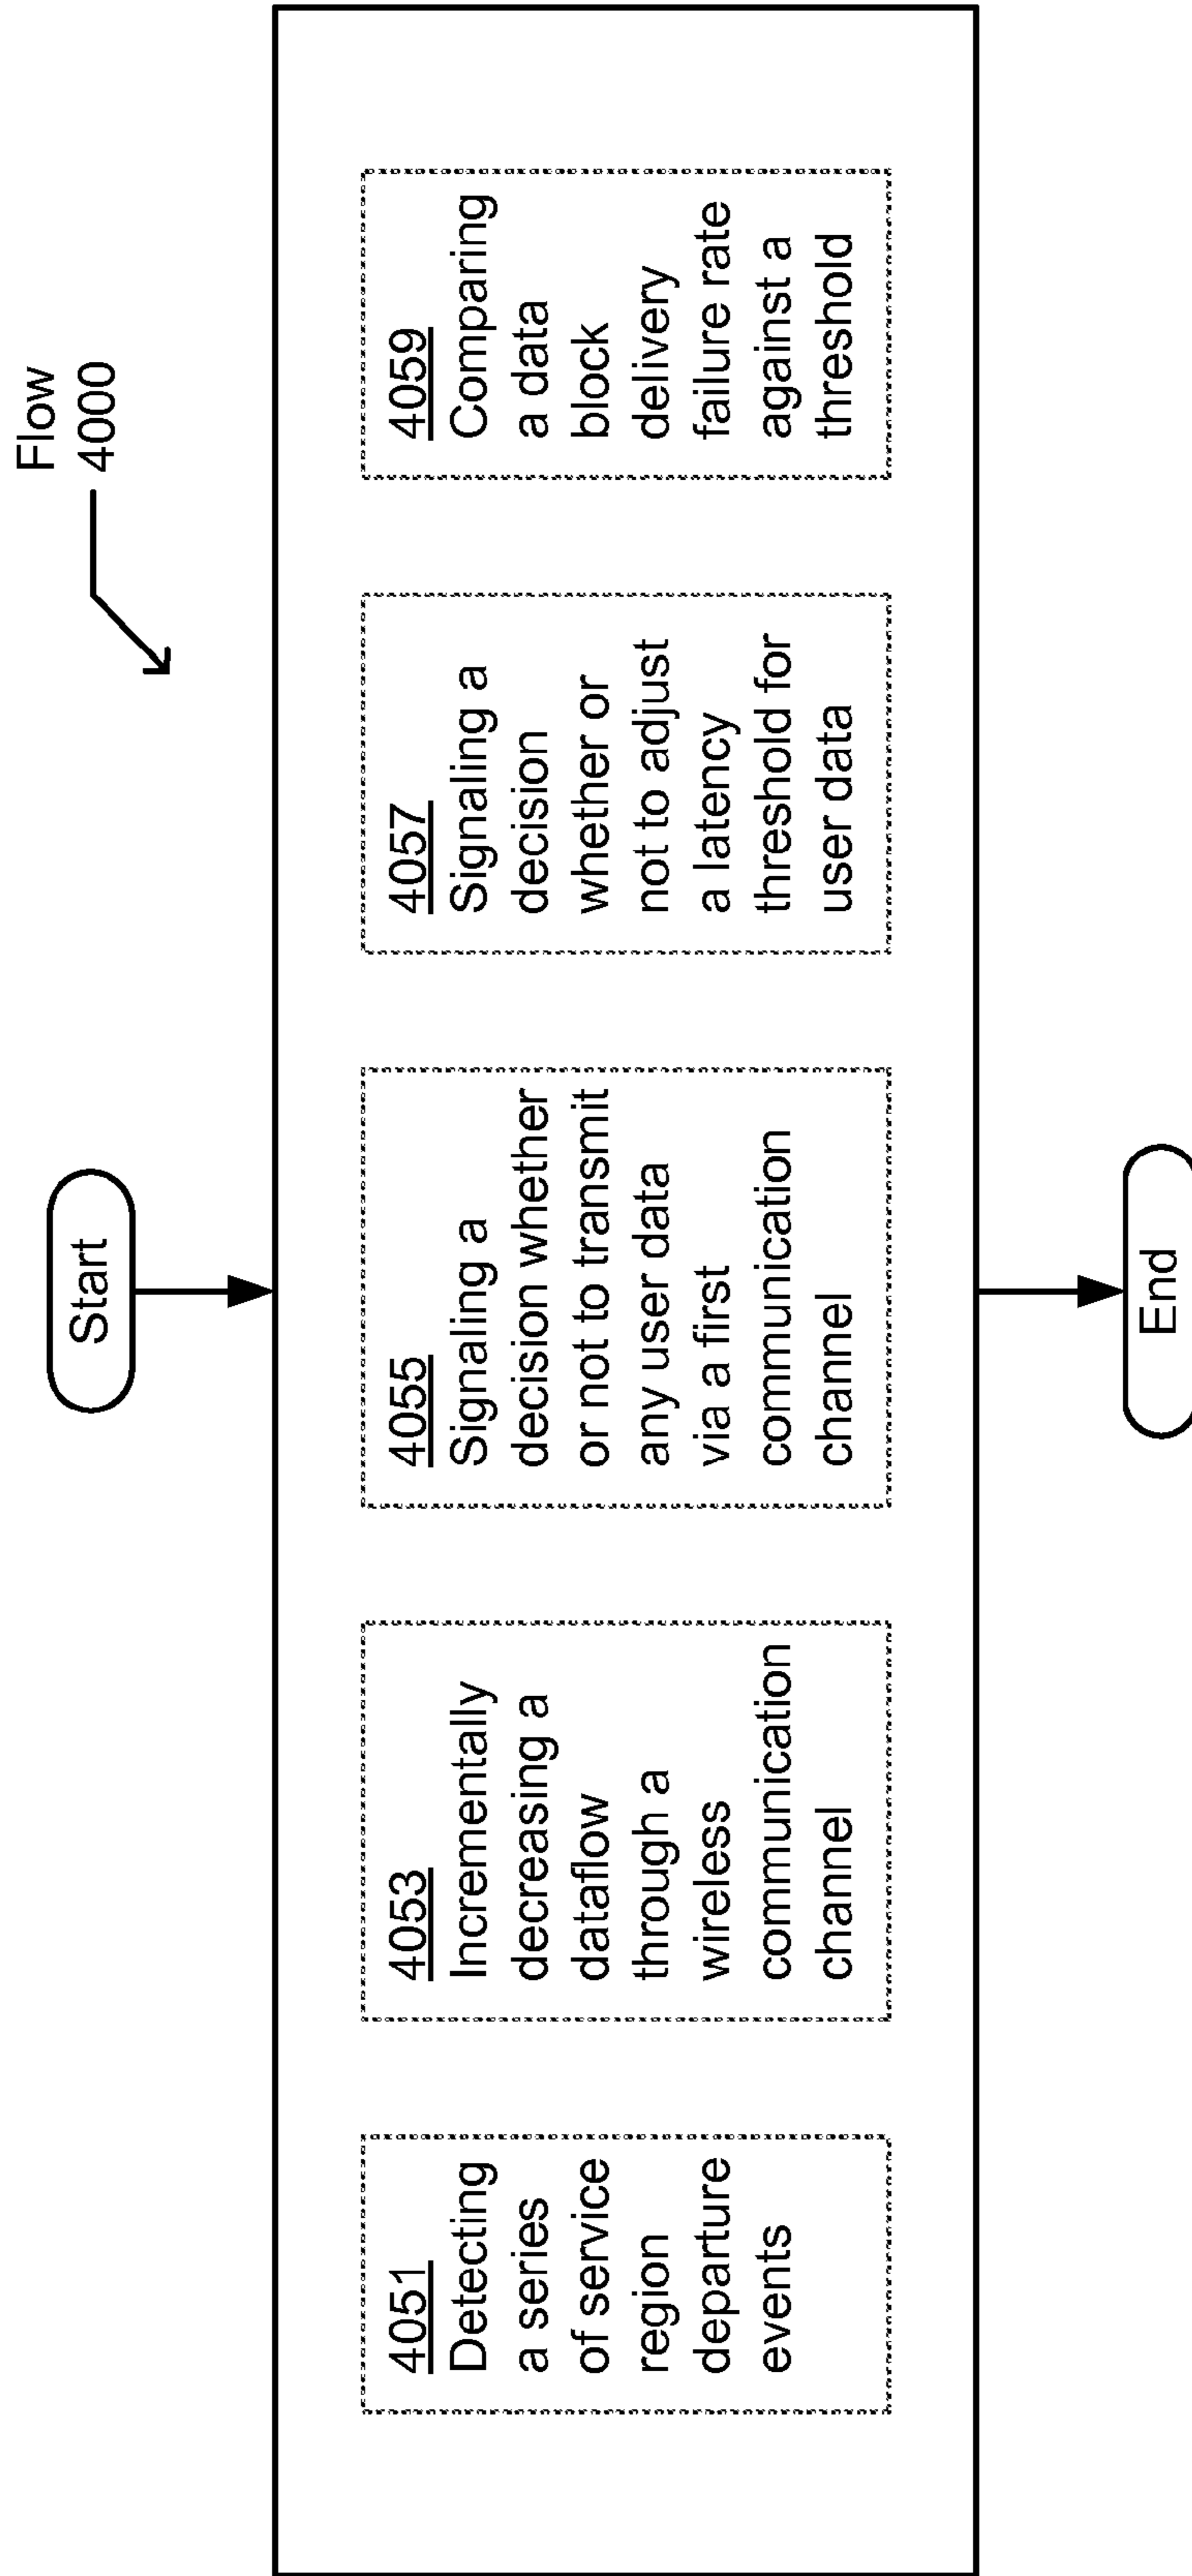 Flow
4000
Start
4051
Detecting
a series
of service
region
departure
events
4053
Incrementally
decreasing a
dataflow
through a
wireless
communication
channel
4055
Signaling a
decision whether
or not to transmit
any user data
via a first
communication
channel
4057
Signaling a
decision
whether or
not to adjust
a latency
threshold for
user data
4059
Comparing
a data
block
delivery
failure rate
against a
threshold
End